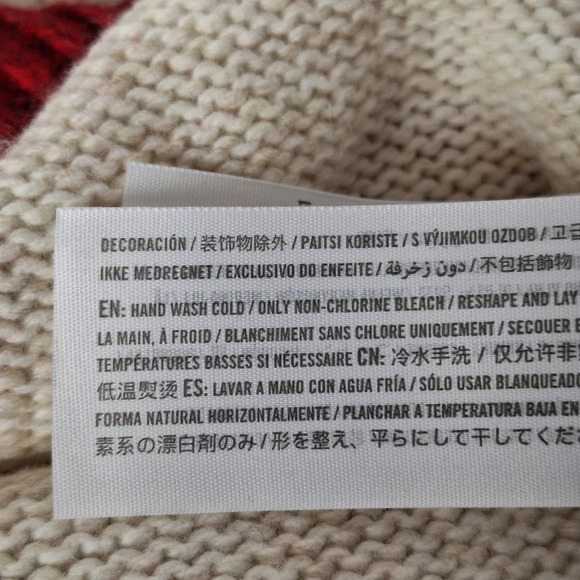 DECORACIÓN / 装饰物除外 / PAITSI KORISTE / S VÝJIMKOU OZDOB / 고급
IKKE MEDREGNET / EXCLUSIVO DO ENFEITE / دون زخرفة / 不包括飾物
EN: HAND WASH COLD / ONLY NON-CHLORINE BLEACH / RESHAPE AND LAY
LA MAIN, À FROID / BLANCHIMENT SANS CHLORE UNIQUEMENT / SECOUER E
TEMPÉRATURES BASSES SI NÉCESSAIRE CN: 冷水手洗 / 仅允许非
低温熨烫 ES: LAVAR A MANO CON AGUA FRÍA / SÓLO USAR BLANQUEADO
FORMA NATURAL HORIZONTALMENTE / PLANCHAR A TEMPERATURA BAJA EN
素系の漂白剤のみ / 形を整え、平らにして干してくだ